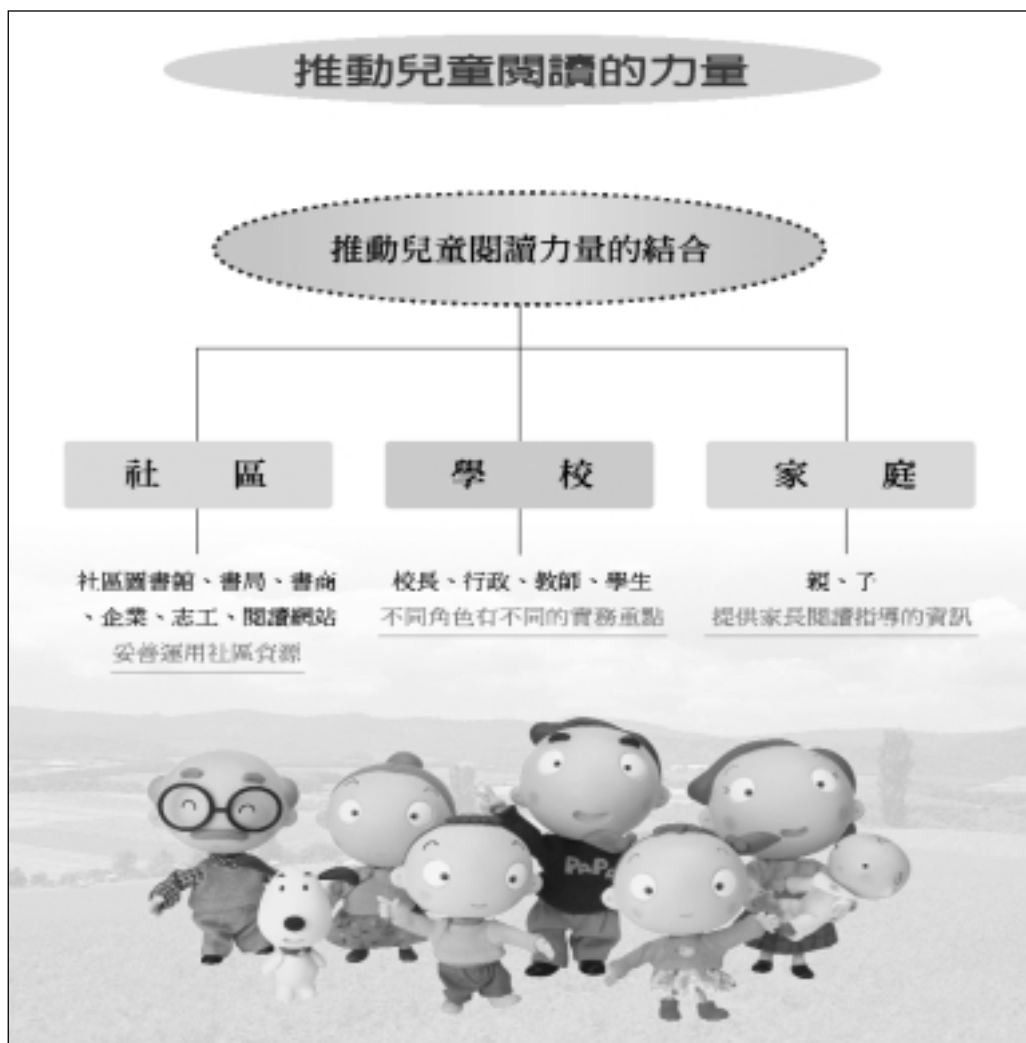 推動兒童閱讀的力量
推動兒童閱讀力量的結合
社區
社區圖書館、書局、書商
、企業、志工、閱讀網站
妥善運用社區資源
學校
校長、行政、教師、學生
不同角色有不同的實務重點
家庭
親、子
提供家長閱讀指導的資訊
PaPa